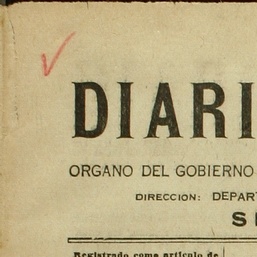 DIARI
ORGANO DEL GOBIERNO
DIRECCION: DEPART
S
Registrado como articulo de